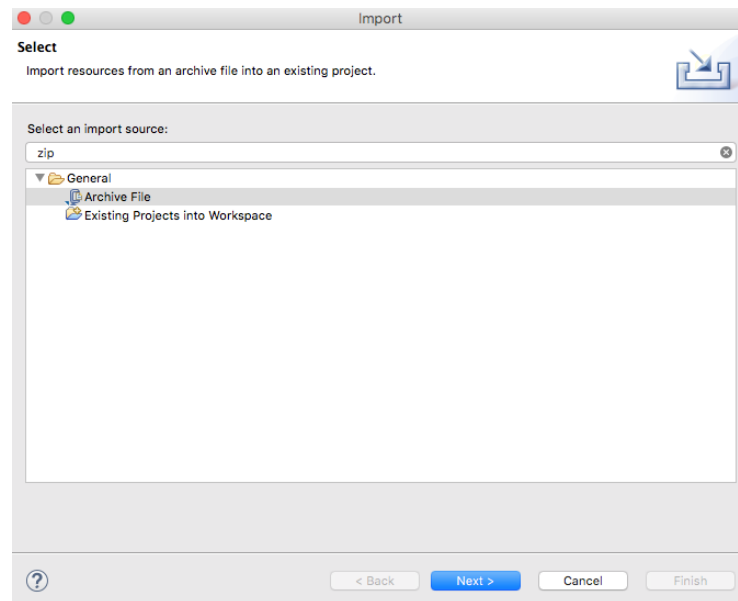 Import
Select
Import resources from an archive file into an existing project.
Select an import source:
zip
General
Archive File
Existing Projects into Workspace
?
< Back
Next >
Cancel
Finish